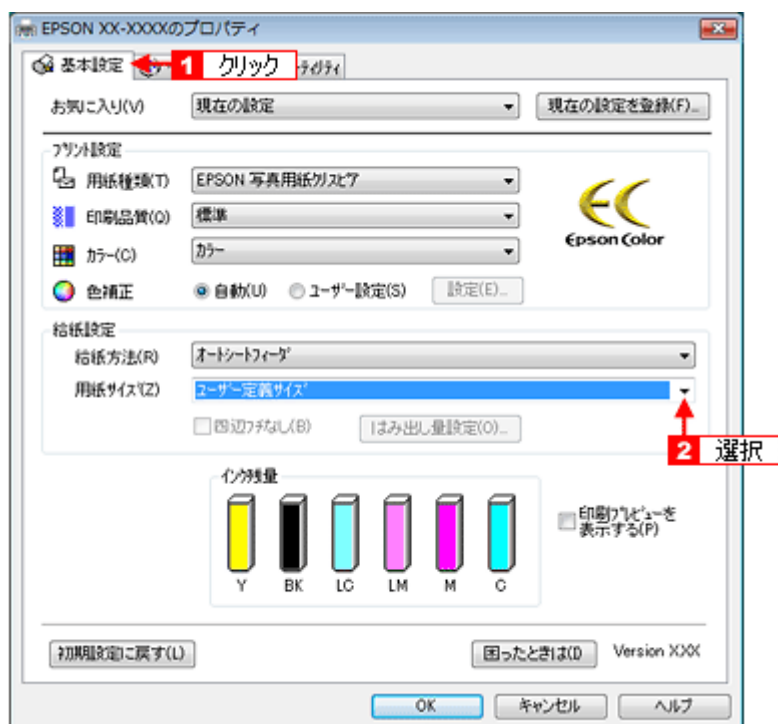 EPSON XX-XXXXのプロパティ
基本設定
1 クリック
お気に入り(V) 現在の設定 現在の設定を登録(F)...
プリント設定
用紙種類(T) EPSON 写真用紙クリスピア
印刷品質(Q) 標準
カラー(C) カラー
Epson Color
色補正 自動(U) ユーザー設定(S) 設定(E)...
給紙設定
給紙方法(R) オートシートフィーダ
用紙サイズ(Z) ユーザー定義サイズ
四辺フチなし(B) はみ出し量設定(O)...
2 選択
インク残量
印刷プレビューを
表示する(P)
Y BK LC LM M C
初期設定に戻す(L) 困ったときは(I) Version X.XX
OK キャンセル ヘルプ